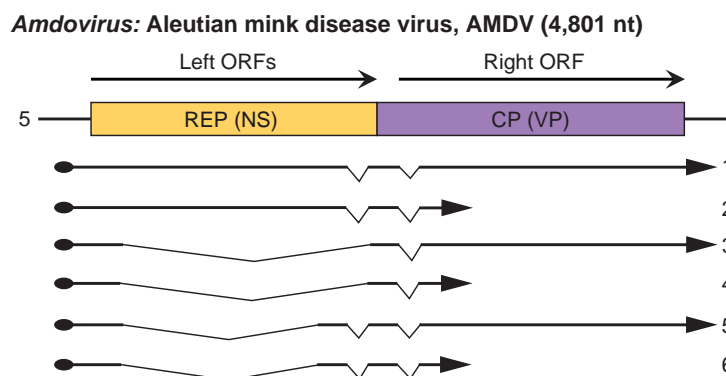 Amdovirus: Aleutian mink disease virus, AMDV (4,801 nt)
Left ORFs Right ORF
5 REP (NS) CP (VP)
1
2
3
4
5
6